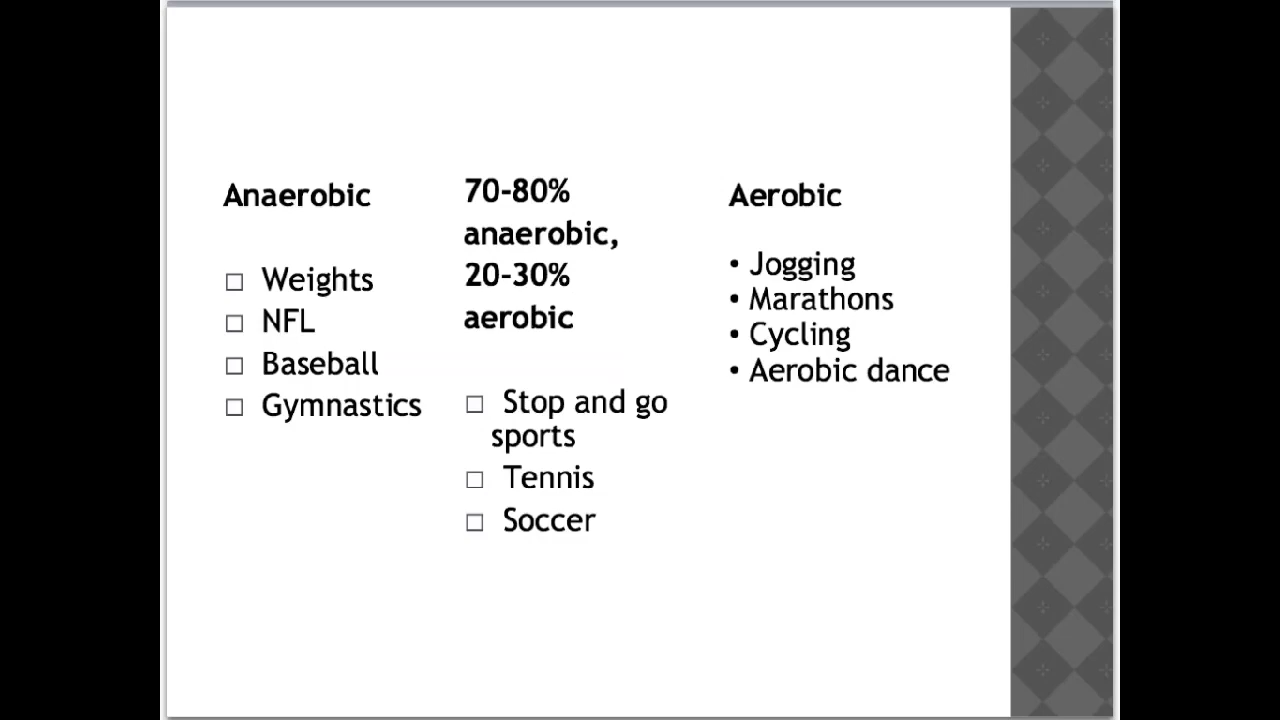 Anaerobic
□ Weights
□ NFL
□ Baseball
□ Gymnastics
70-80%
anaerobic,
20-30%
aerobic
□ Stop and go
sports
□ Tennis
□ Soccer
Aerobic
• Jogging
• Marathons
• Cycling
• Aerobic dance